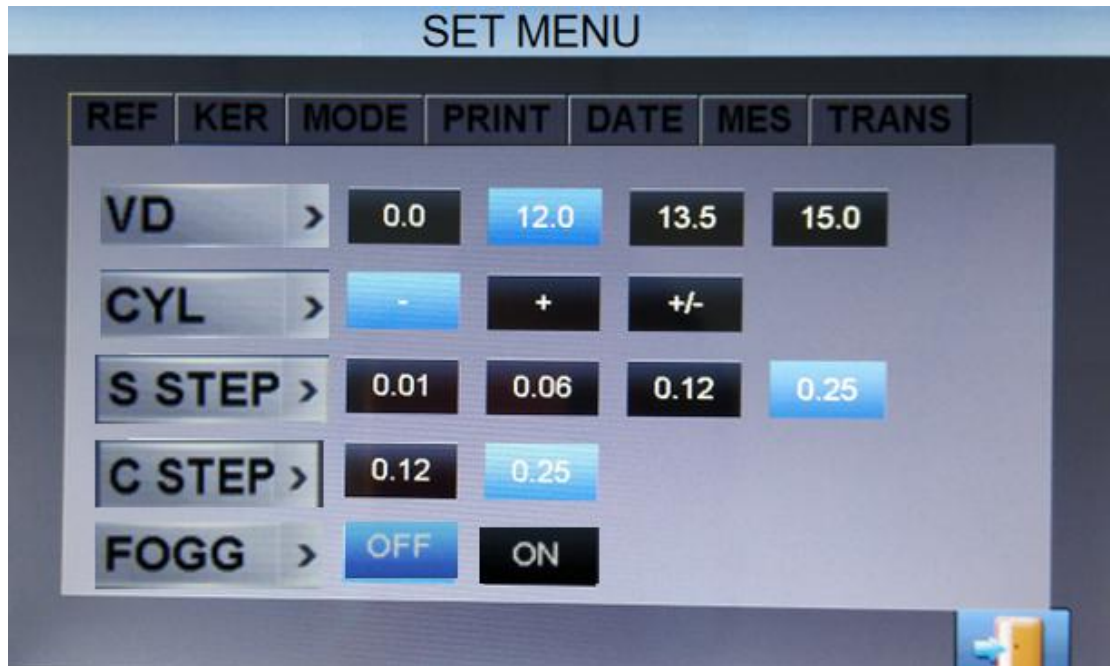 SET MENU
REF KER MODE PRINT DATE MES TRANS
VD > 0.0 12.0 13.5 15.0
CYL > - + +/-
S STEP > 0.01 0.06 0.12 0.25
C STEP > 0.12 0.25
FOGG > OFF ON